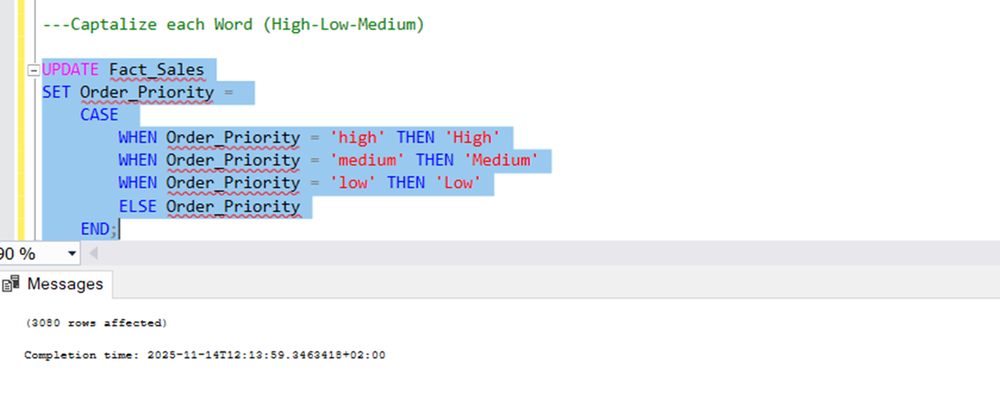 ---Captalize each Word (High-Low-Medium)
UPDATE Fact_Sales
SET Order_Priority =
CASE
WHEN Order_Priority = 'high' THEN 'High'
WHEN Order_Priority = 'medium' THEN 'Medium'
WHEN Order_Priority = 'low' THEN 'Low'
ELSE Order_Priority
END;
90 %
Messages
(3080 rows affected)
Completion time: 2025-11-14T12:13:59.3463418+02:00